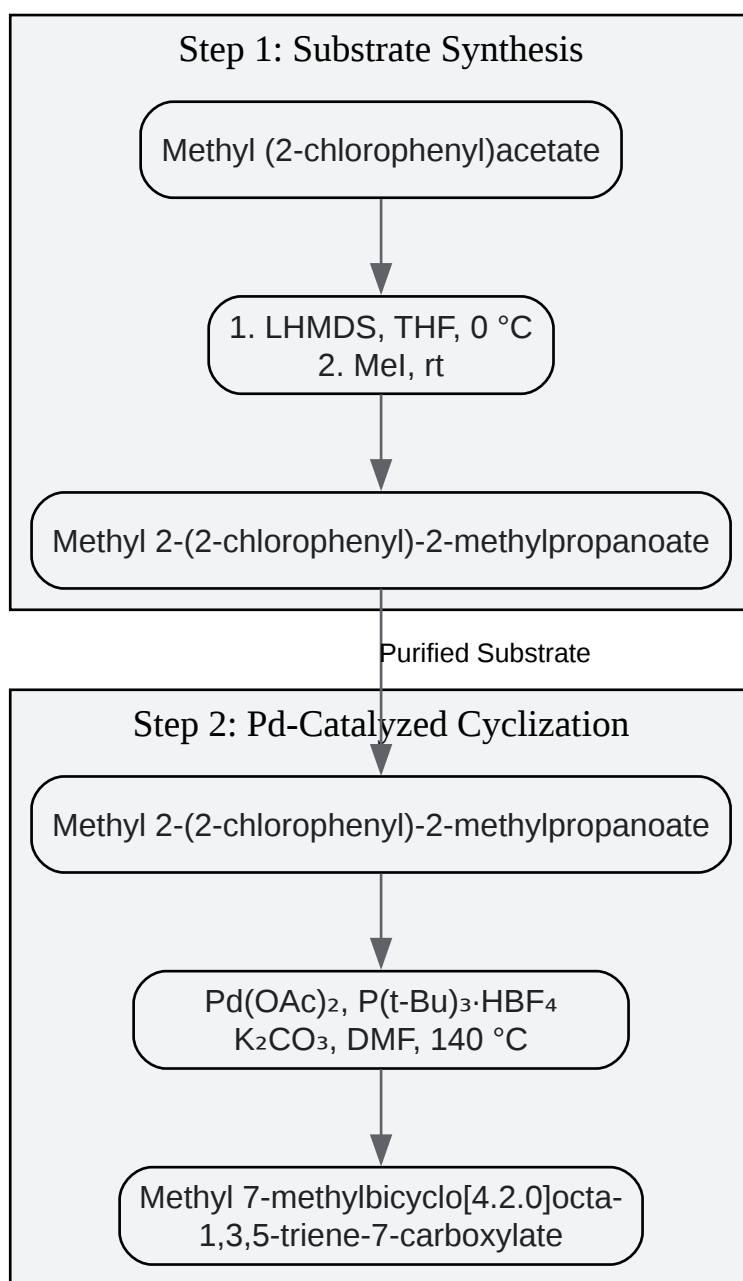 Step 1: Substrate Synthesis
Methyl (2-chlorophenyl)acetate
1. LHMDS, THF, 0 °C
2. MeI, rt
Methyl 2-(2-chlorophenyl)-2-methylpropanoate
Purified Substrate
Step 2: Pd-Catalyzed Cyclization
Methyl 2-(2-chlorophenyl)-2-methylpropanoate
Pd(OAc)₂, P(t-Bu)₃·HBF₄
K₂CO₃, DMF, 140 °C
Methyl 7-methylbicyclo[4.2.0]octa-
1,3,5-triene-7-carboxylate